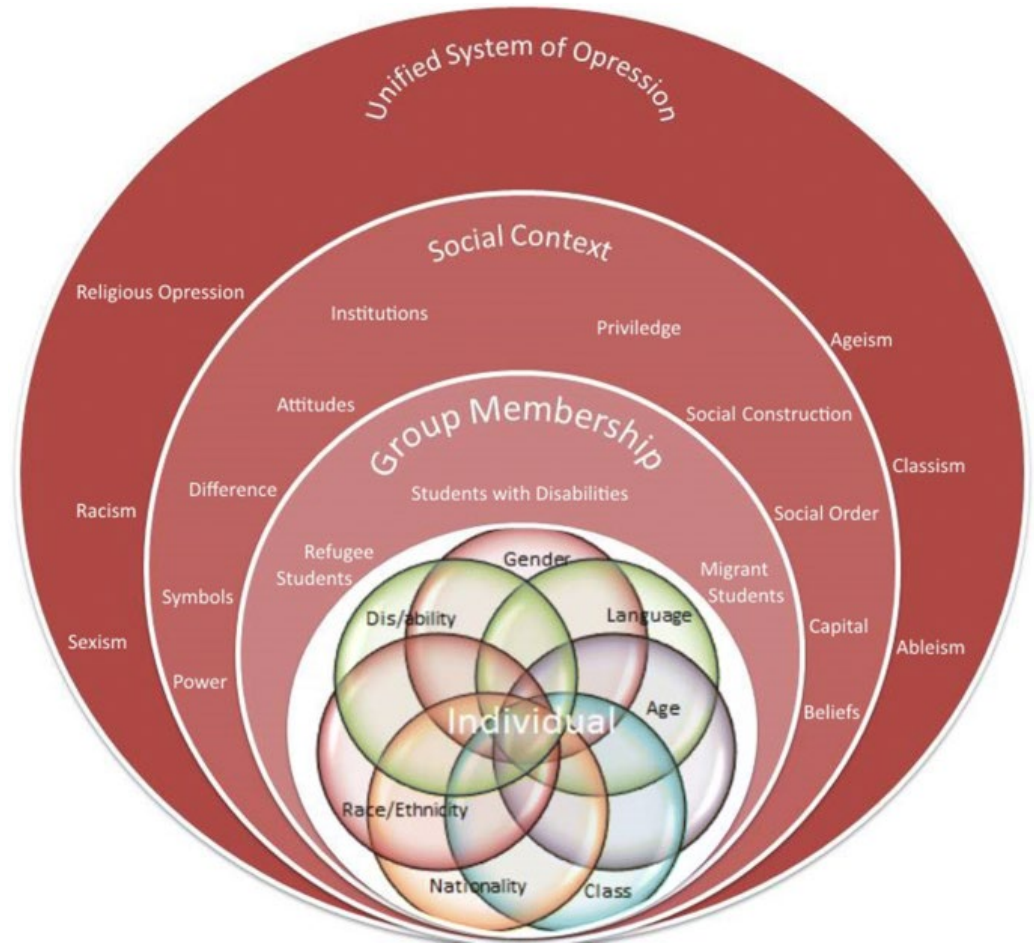 Unified System of Opression
Social Context
Religious Opression
Institutions
Priviledge
Ageism
Attitudes
Group Membership
Social Construction
Classism
Difference
Students with Disabilities
Racism
Social Order
Refugee
Students
Gender
Migrant
Students
Symbols
Dis/ability
Language
Capital
Sexism
Ableism
Power
Individual
Age
Beliefs
Race/Ethnicity
Nationality
Class